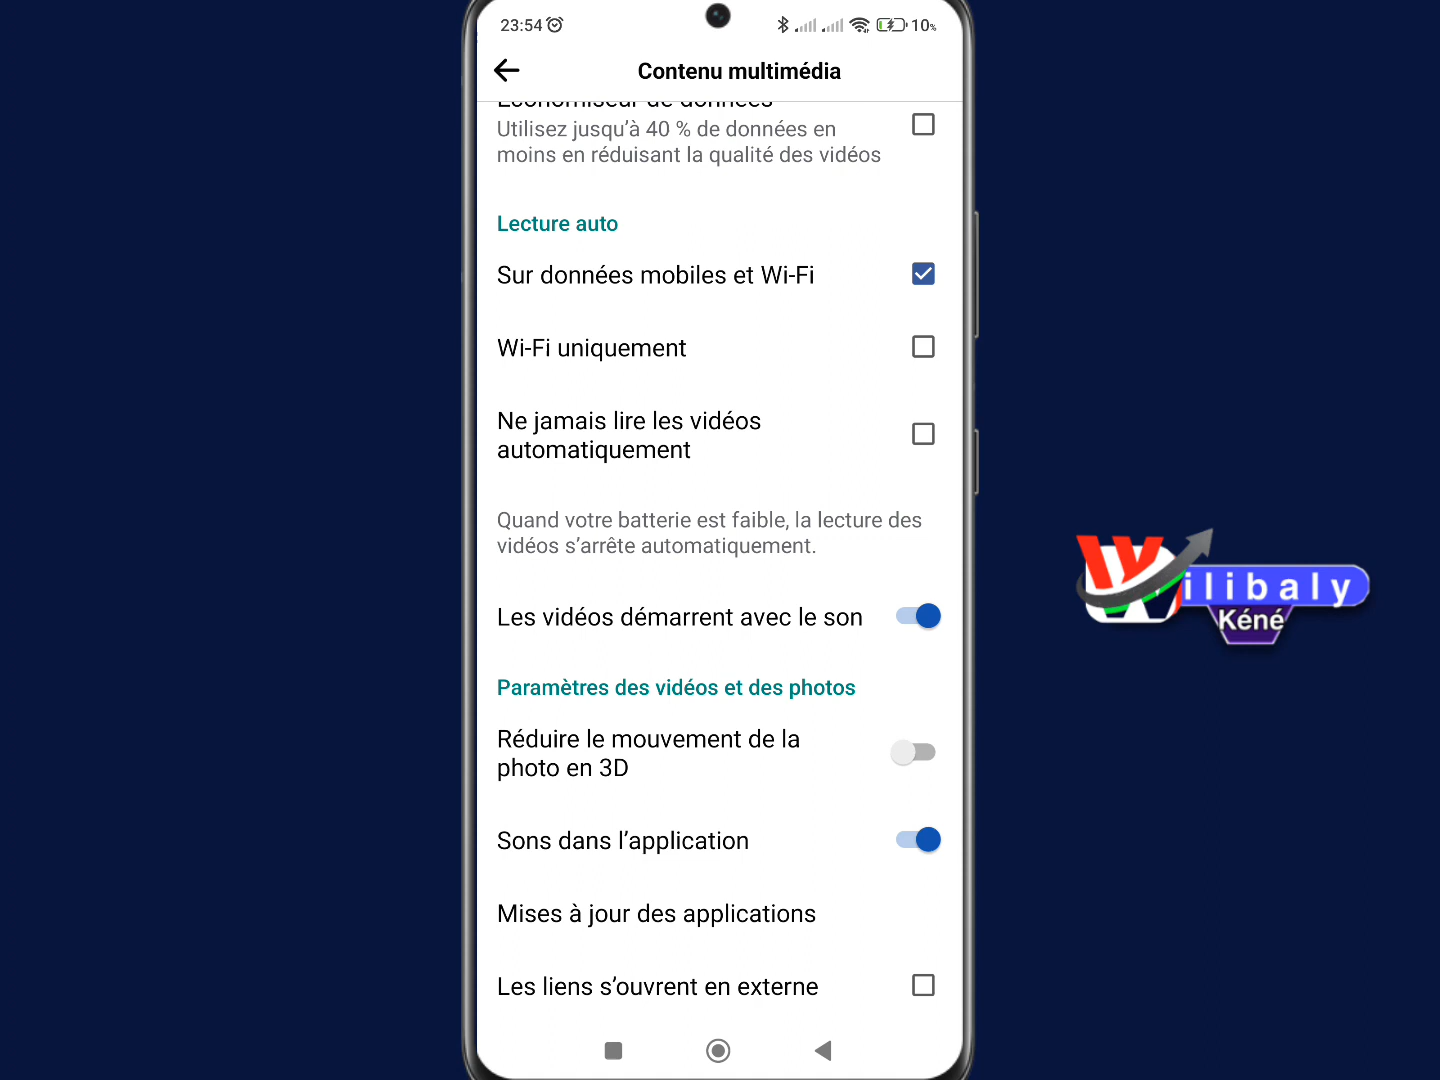 23:54 10%
Contenu multimédia
Économiseur de données
Utilisez jusqu’à 40 % de données en
moins en réduisant la qualité des vidéos
Lecture auto
Sur données mobiles et Wi-Fi
Wi-Fi uniquement
Ne jamais lire les vidéos
automatiquement
Quand votre batterie est faible, la lecture des
vidéos s’arrête automatiquement.
Les vidéos démarrent avec le son
Paramètres des vidéos et des photos
Réduire le mouvement de la
photo en 3D
Sons dans l’application
Mises à jour des applications
Les liens s’ouvrent en externe
Wilibaly
Kéné